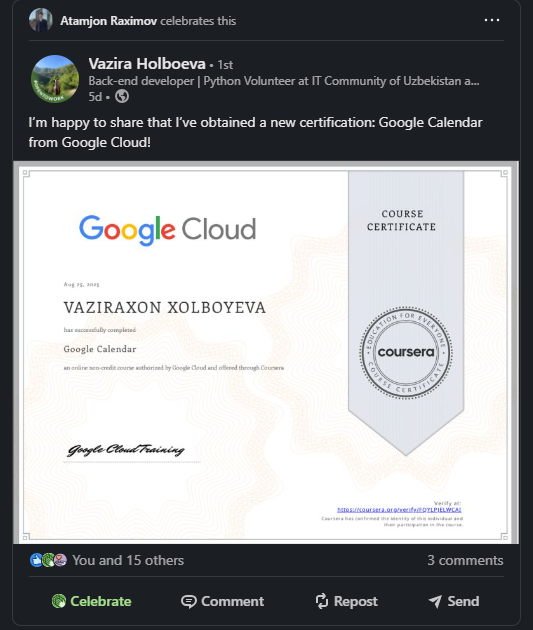 Atamjon Raximov celebrates this
Vazira Holboeva • 1st
Back-end developer | Python Volunteer at IT Community of Uzbekistan a...
5d •
I'm happy to share that I've obtained a new certification: Google Calendar
from Google Cloud!
Google Cloud
COURSE
CERTIFICATE
Aug 23, 2023
VAZIRAXON XOLBOYEVA
has successfully completed
Google Calendar
an online non-credit course authorized by Google Cloud and offered through Coursera
EDUCATION FOR EVERYONE
coursera
COURSE CERTIFICATE
Google Cloud Training
Verify at:
https://coursera.org/verify/FQYLPJELWCAI
Coursera has confirmed the identity of this individual and
their participation in the course.
You and 15 others
3 comments
Celebrate
Comment
Repost
Send